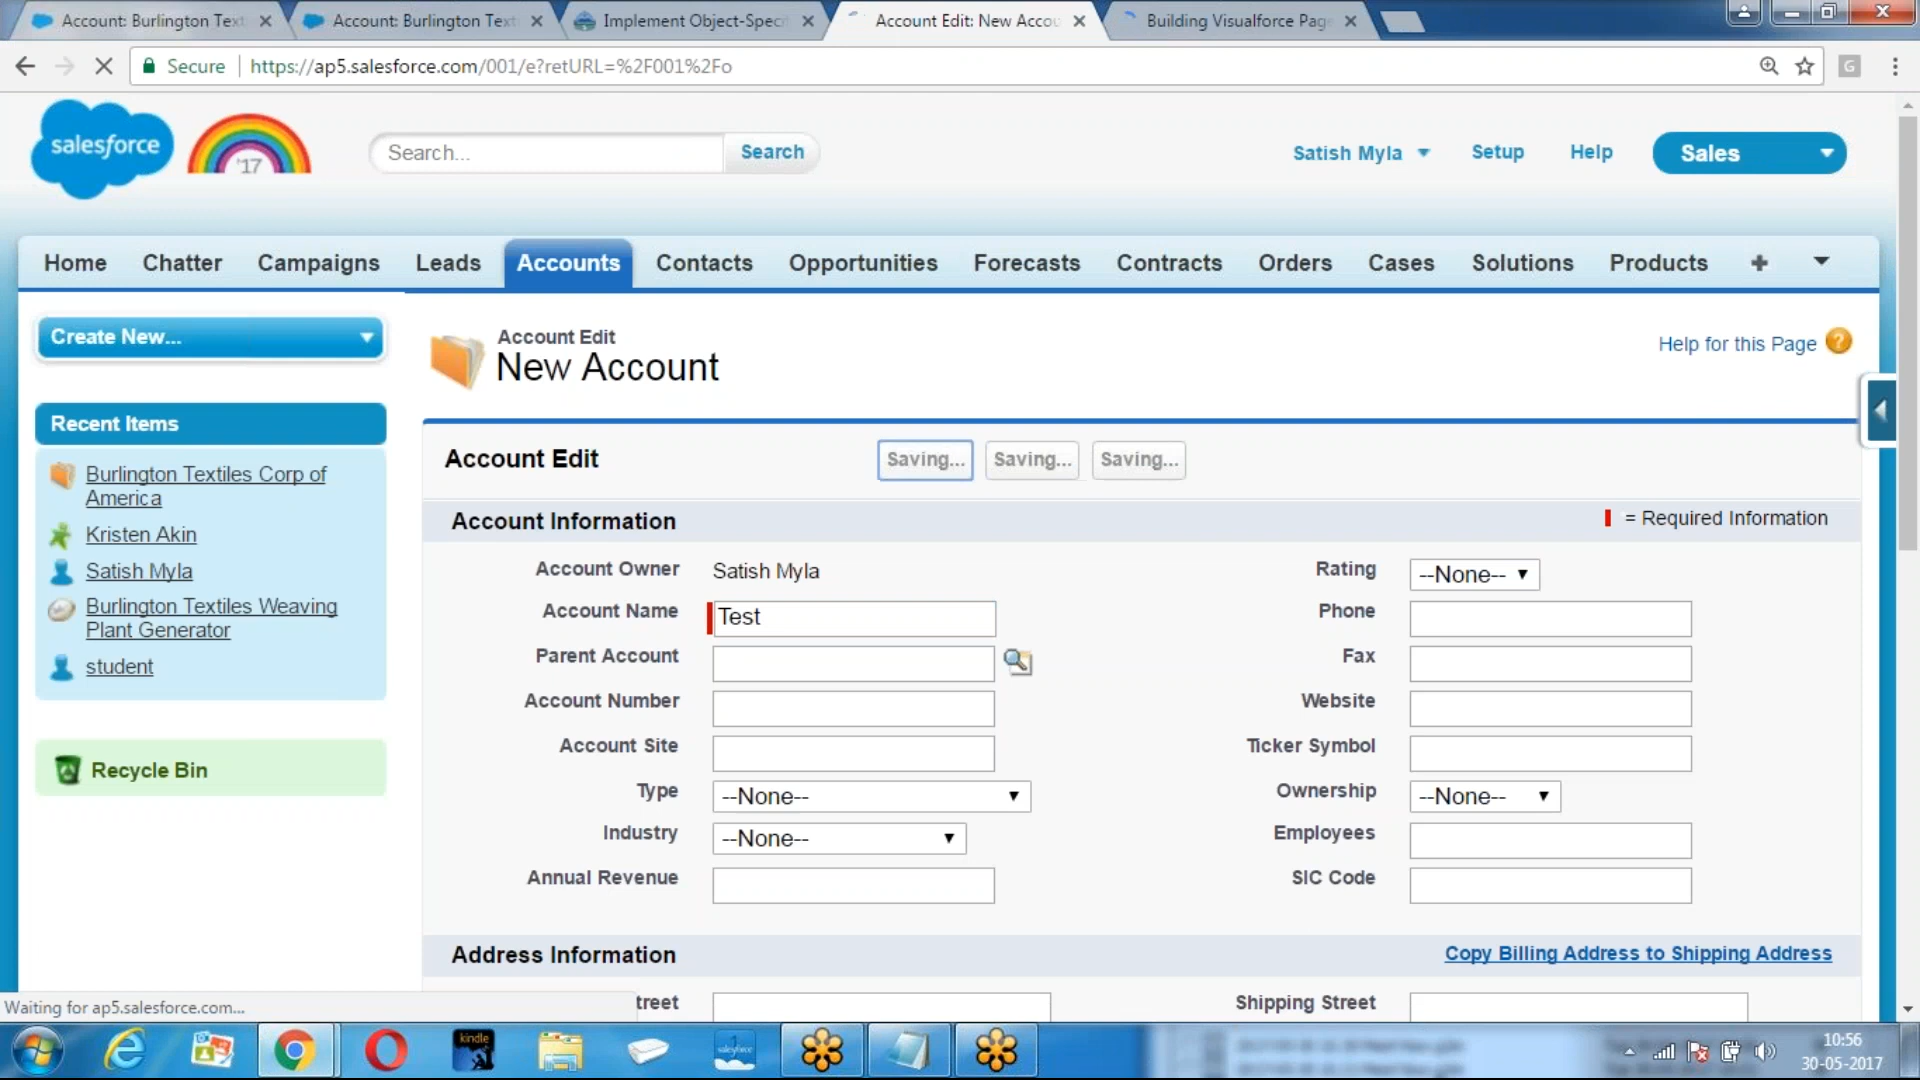 Account: Burlington Text
Account: Burlington Text
Implement Object-Speci
Account Edit: New Accou
Building Visualforce Page
Secure
https://ap5.salesforce.com/001/e?retURL=%2F001%2Fo
G
salesforce
'17
Search...
Search
Satish Myla
Setup
Help
Sales
Home
Chatter
Campaigns
Leads
Accounts
Contacts
Opportunities
Forecasts
Contracts
Orders
Cases
Solutions
Products
Create New...
Recent Items
Burlington Textiles Corp of
America
Kristen Akin
Satish Myla
Burlington Textiles Weaving
Plant Generator
student
Recycle Bin
Account Edit
New Account
Help for this Page ?
Account Edit
Saving...
Saving...
Saving...
Account Information
= Required Information
Account Owner Satish Myla
Rating --None--
Account Name Test
Phone
Parent Account
Fax
Account Number
Website
Account Site
Ticker Symbol
Type --None--
Ownership --None--
Industry --None--
Employees
Annual Revenue
SIC Code
Address Information
Copy Billing Address to Shipping Address
treet
Shipping Street
Waiting for ap5.salesforce.com...
kindle
salesforce
10:56
30-05-2017